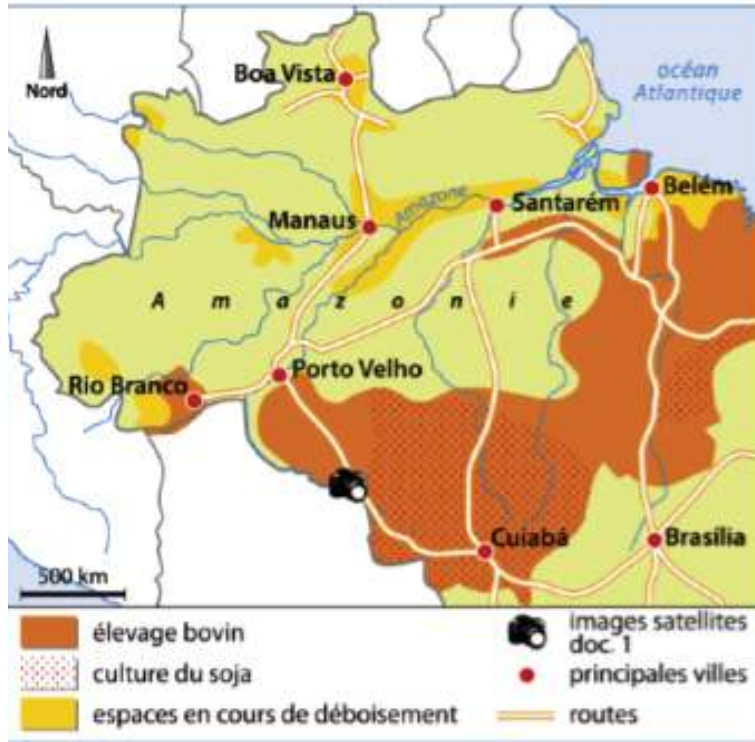 Nord
Boa Vista
océan
Atlantique
Manaus
Amazone
Santarém
Belém
Amazonie
Rio Branco
Porto Velho
Cuiabá
Brasília
500 km
élevage bovin
culture du soja
espaces en cours de déboisement
images satellites
doc. 1
principales villes
routes